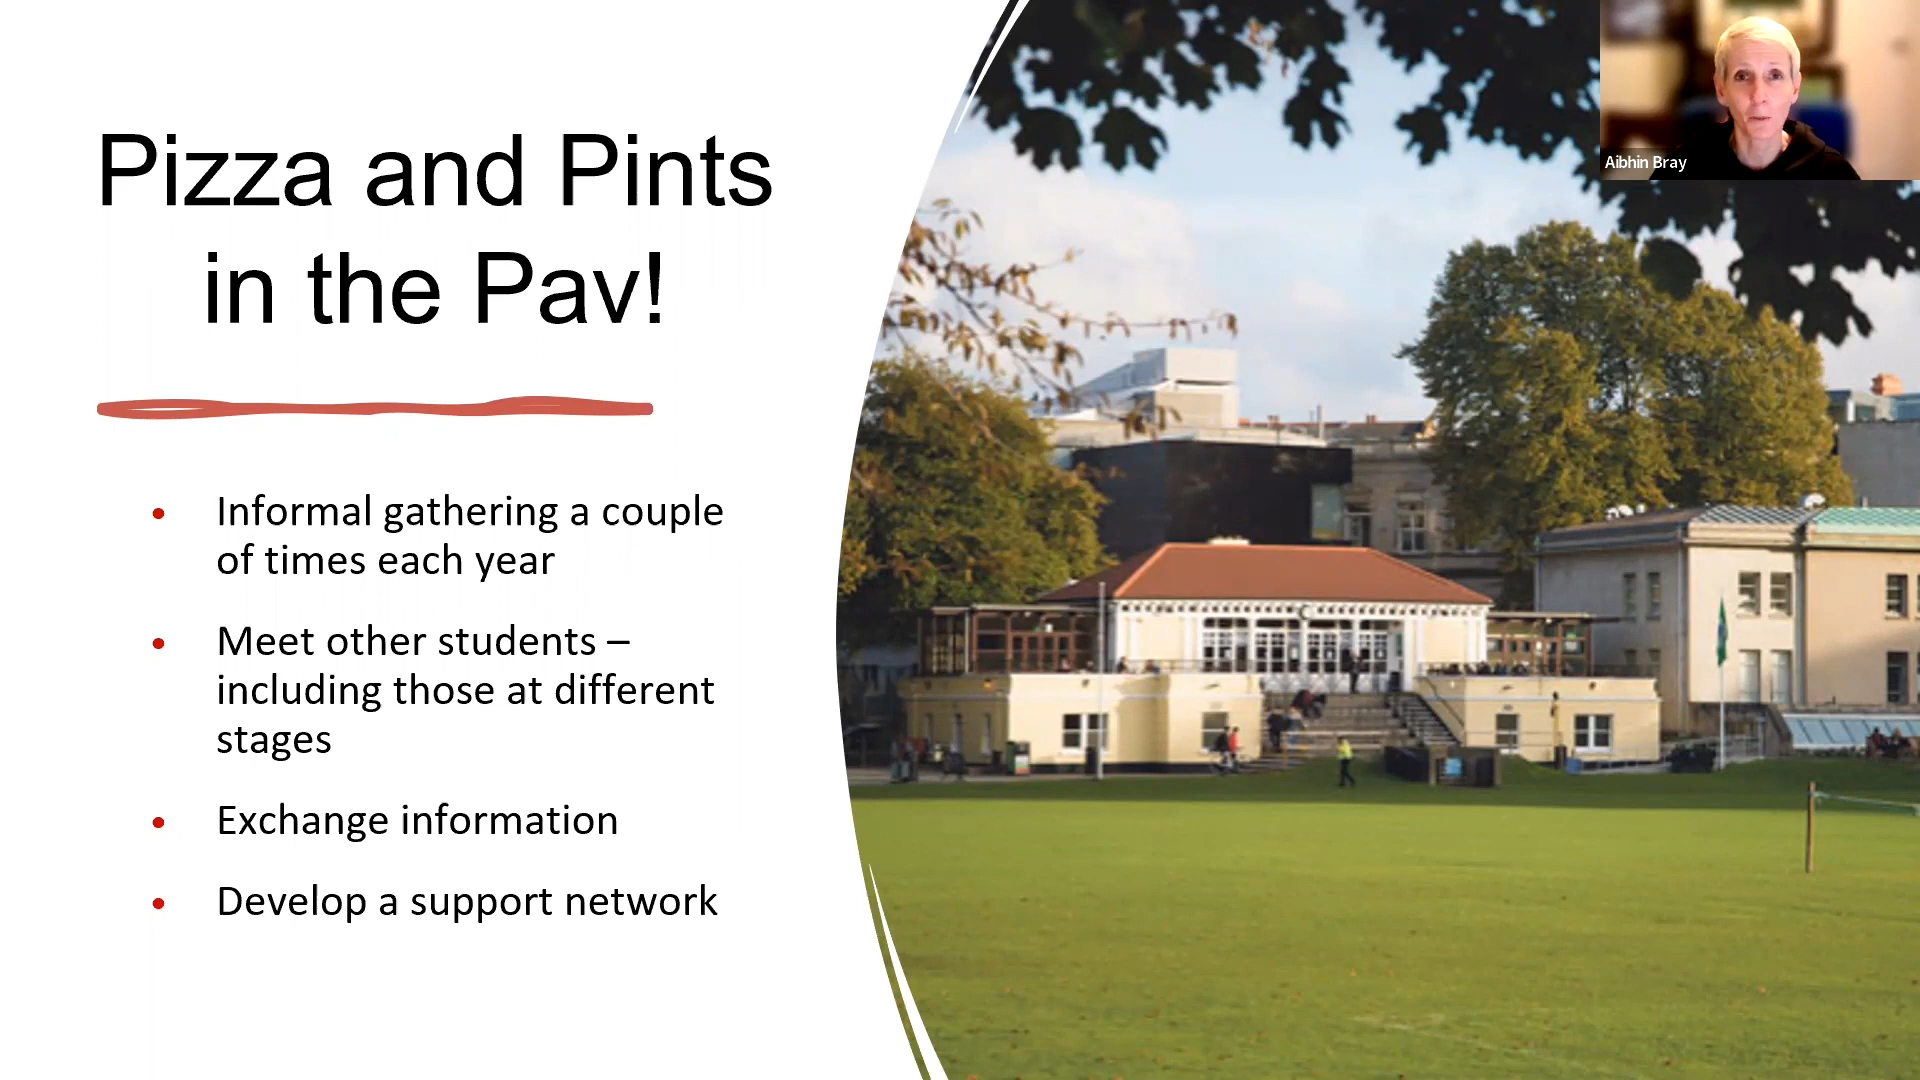 Pizza and Pints
in the Pav!
• Informal gathering a couple
of times each year
• Meet other students –
including those at different
stages
• Exchange information
• Develop a support network
Aibhin Bray